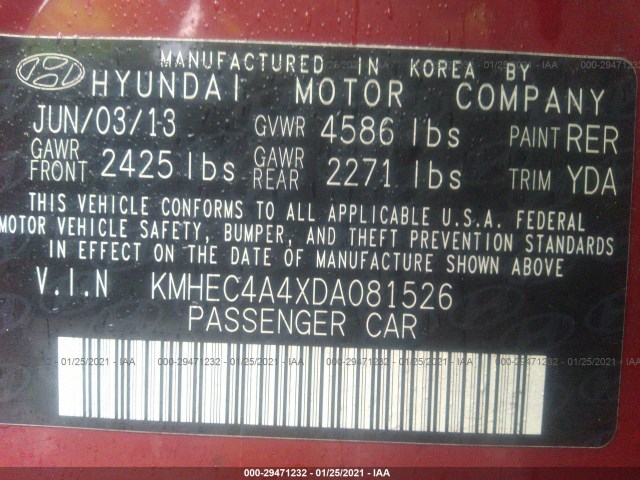 MANUFACTURED IN KOREA BY
HYUNDAI MOTOR COMPANY
JUN/03/13 GVWR 4586 lbs PAINT RER
GAWR FRONT 2425 lbs GAWR REAR 2271 lbs TRIM YDA
THIS VEHICLE CONFORMS TO ALL APPLICABLE U.S.A. FEDERAL
MOTOR VEHICLE SAFETY, BUMPER, AND THEFT PREVENTION STANDARDS
IN EFFECT ON THE DATE OF MANUFACTURE SHOWN ABOVE.
V.I.N KMHEC4A4XDA081526
PASSENGER CAR
000-29471232 - 01/25/2021 - IAA